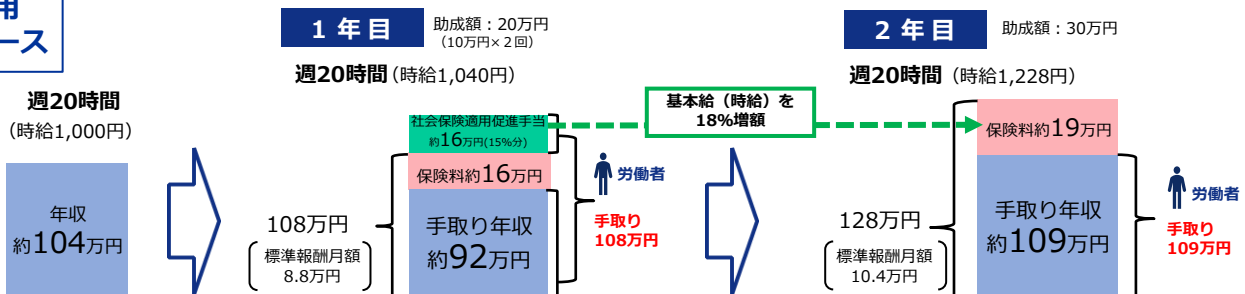 用
ース
週20時間
(時給1,000円)
年収
約104万円
1年目
助成額：20万円
(10万円×2回)
週20時間(時給1,040円)
社会保険適用促進手当
約16万円(15%分)
保険料約16万円
手取り年収
約92万円
108万円
標準報酬月額
8.8万円
労働者
手取り
108万円
基本給（時給）を
18%増額
2年目
助成額：30万円
週20時間（時給1,228円）
保険料約19万円
手取り年収
約109万円
128万円
標準報酬月額
10.4万円
労働者
手取り
109万円